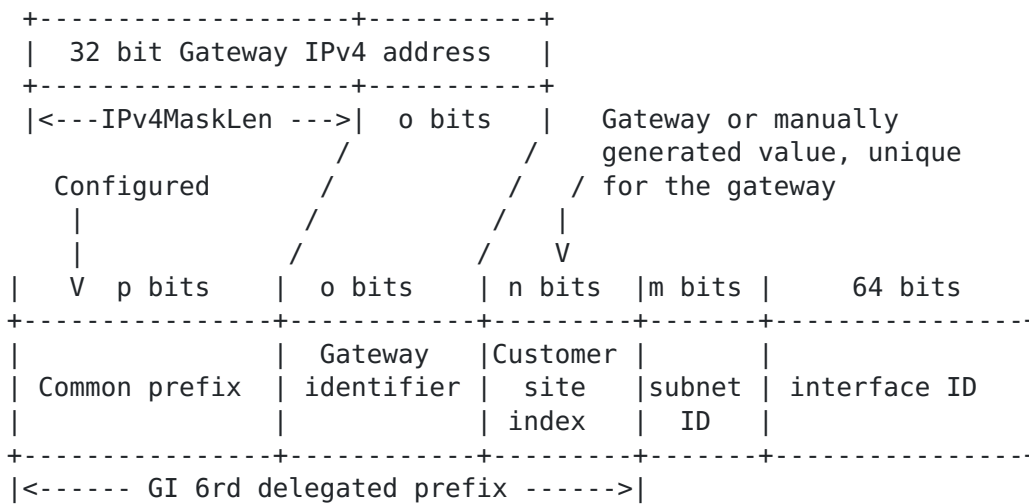 +---------------------+-----------+
|  32 bit Gateway IPv4 address    |
+---------------------+-----------+
|<---IPv4MaskLen --->|  o bits   |   Gateway or manually
/           /    generated value, unique
Configured       /           /   / for the gateway
|             /           /   |
|            /           /    V
|   V  p bits    |  o bits    | n bits  |m bits |     64 bits
+----------------+------------+---------+-------+----------------+
|                |  Gateway   |Customer |       |
| Common prefix  | identifier |  site   |subnet | interface ID
|                |            | index   |  ID   |
+----------------+------------+---------+-------+----------------+
|<------ GI 6rd delegated prefix ------>|